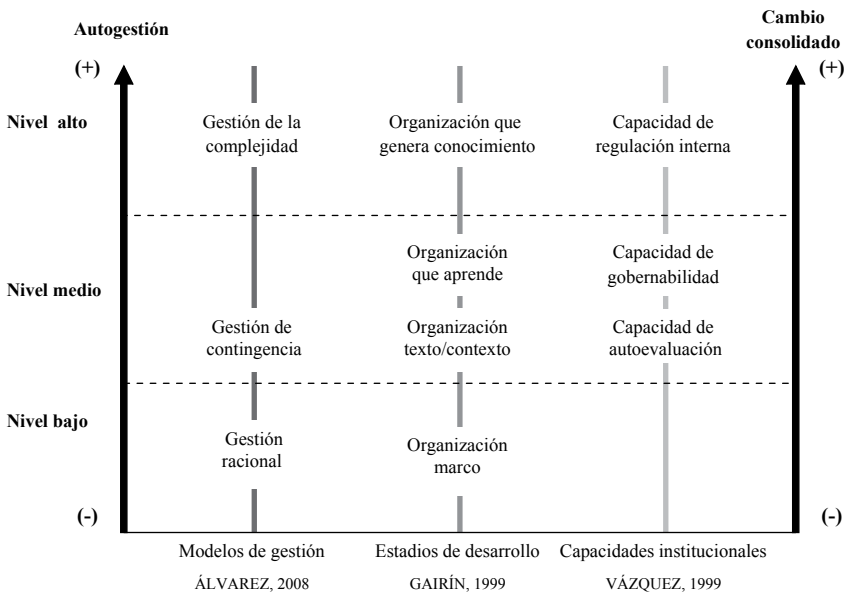 Autogestión
Cambio
consolidado
(+)
(+)
Nivel alto
Gestión de la
complejidad
Organización que
genera conocimiento
Capacidad de
regulación interna
Nivel medio
Organización
que aprende
Capacidad de
gobernabilidad
Gestión de
contingencia
Organización
texto/contexto
Capacidad de
autoevaluación
Nivel bajo
Gestión
racional
Organización
marco
(-)
(-)
Modelos de gestión
Estadios de desarrollo
Capacidades institucionales
ÁLVAREZ, 2008
GAIRÍN, 1999
VÁZQUEZ, 1999